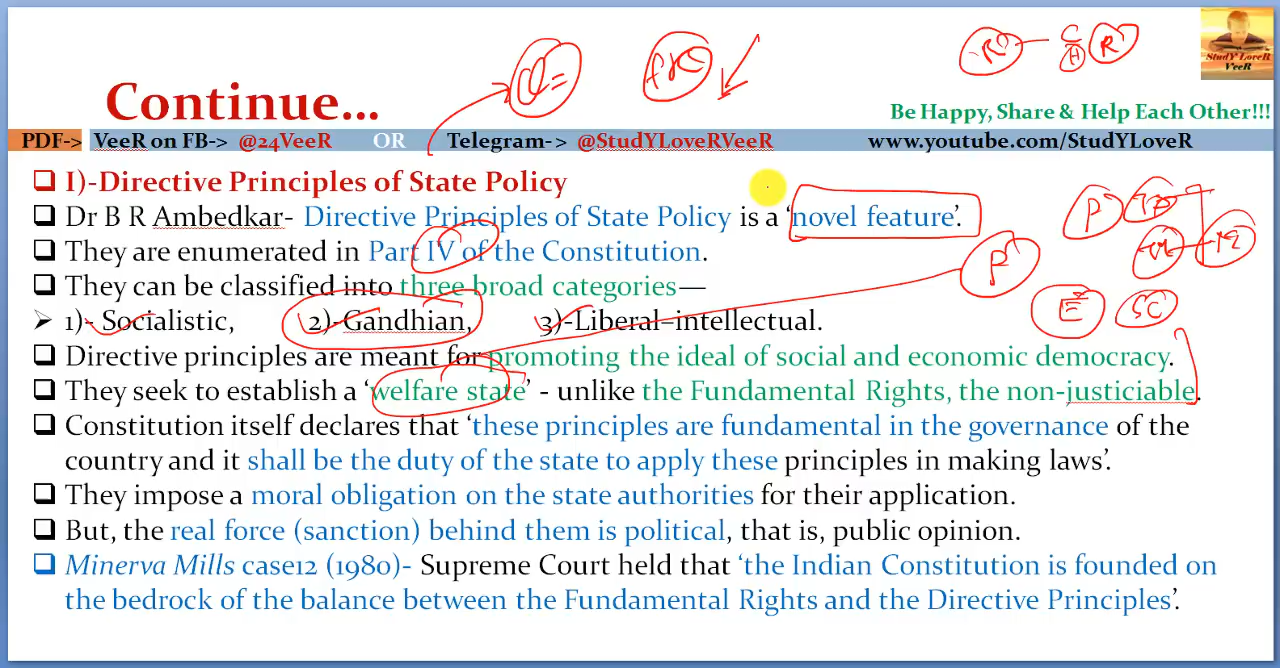 StudY LoveR
VeeR
Continue...
Be Happy, Share & Help Each Other!!!
PDF-> VeeR on FB-> @24VeeR OR Telegram-> @StudYLoveRVeeR www.youtube.com/StudYLoveR
I)-Directive Principles of State Policy
Dr B R Ambedkar- Directive Principles of State Policy is a ‘novel feature’.
They are enumerated in Part IV of the Constitution.
They can be classified into three broad categories—
1)- Socialistic, 2)-Gandhian, 3)-Liberal–intellectual.
Directive principles are meant for promoting the ideal of social and economic democracy.
They seek to establish a ‘welfare state’ - unlike the Fundamental Rights, the non-justiciable.
Constitution itself declares that ‘these principles are fundamental in the governance of the
country and it shall be the duty of the state to apply these principles in making laws’.
They impose a moral obligation on the state authorities for their application.
But, the real force (sanction) behind them is political, that is, public opinion.
Minerva Mills case12 (1980)- Supreme Court held that ‘the Indian Constitution is founded on
the bedrock of the balance between the Fundamental Rights and the Directive Principles’.